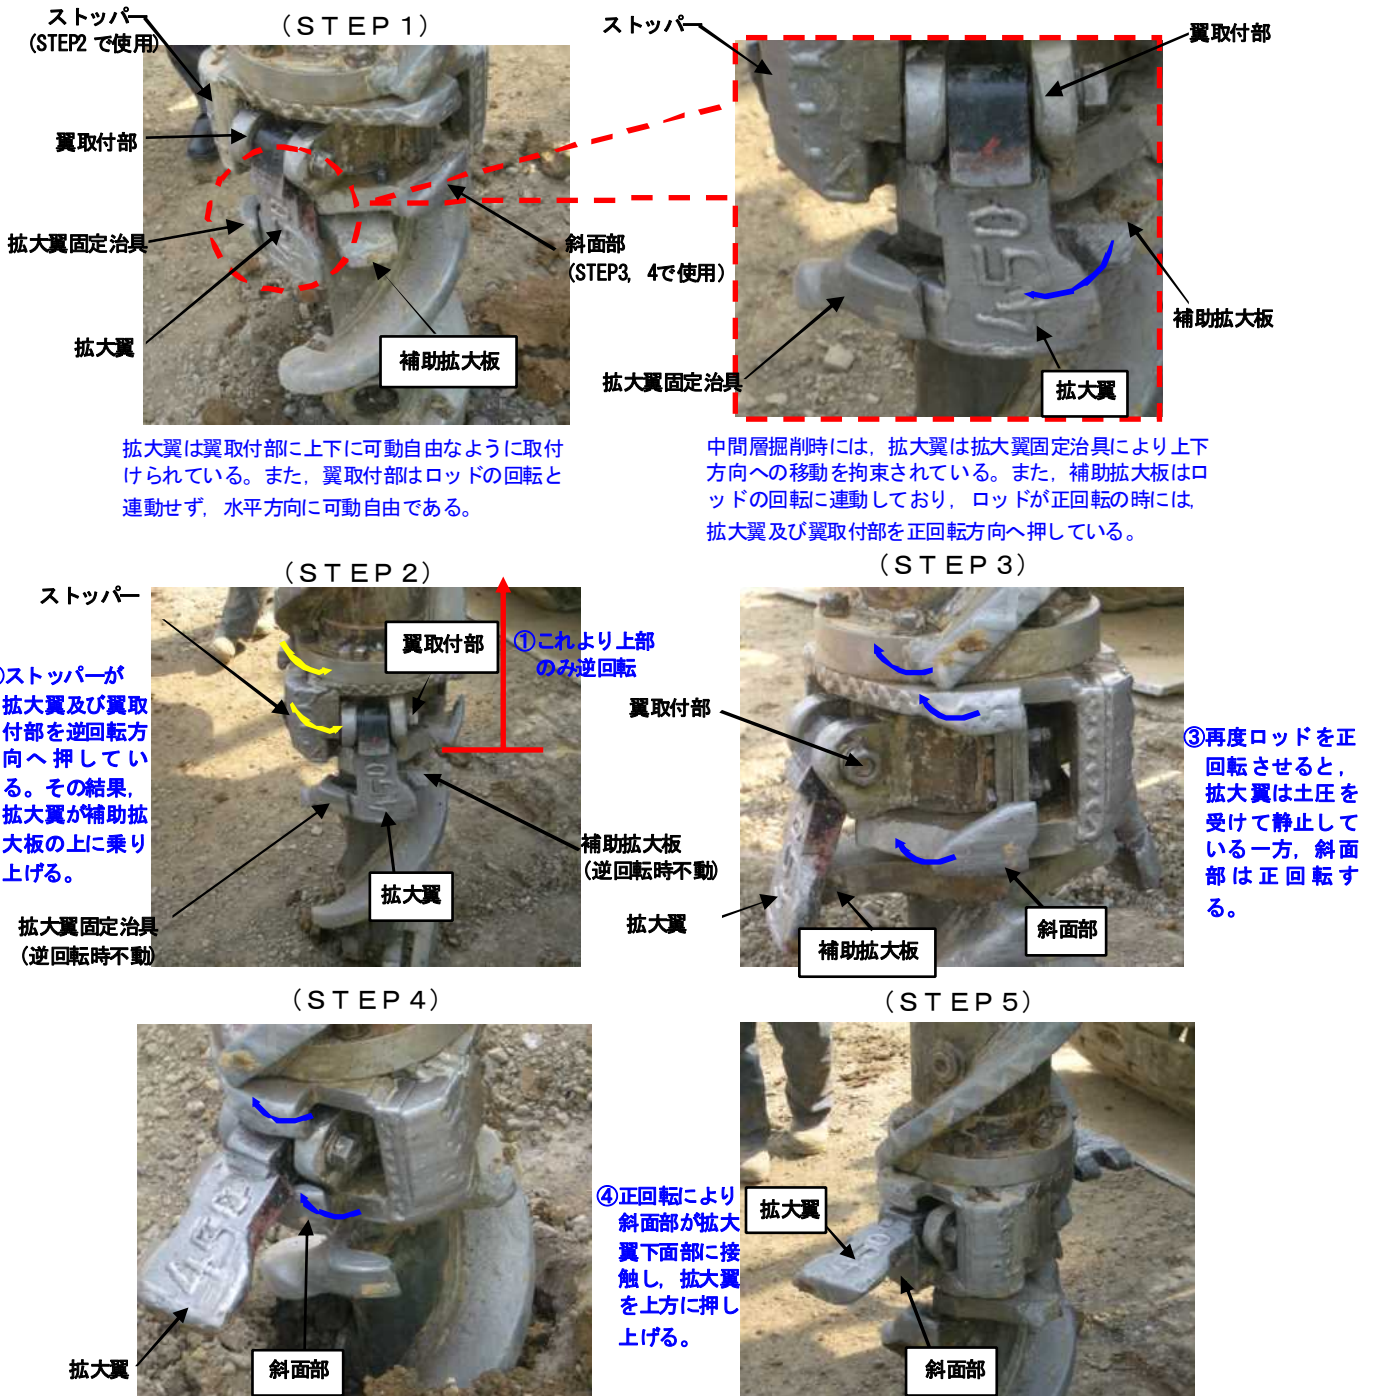 (ＳＴＥＰ１)
ストッパー
(STEP2 で使用)
翼取付部
拡大翼固定治具
拡大翼
補助拡大板
斜面部
(STEP3, 4で使用)
拡大翼は翼取付部に上下に可動自由なように取付
けられている。また, 翼取付部はロッドの回転と
連動せず, 水平方向に可動自由である。
ストッパー
翼取付部
補助拡大板
拡大翼固定治具
拡大翼
中間層掘削時には, 拡大翼は拡大翼固定治具により上下
方向への移動を拘束されている。また, 補助拡大板はロ
ッドの回転に連動しており, ロッドが正回転の時には,
拡大翼及び翼取付部を正回転方向へ押している。
(ＳＴＥＰ２)
ストッパー
翼取付部
①これより上部
のみ逆回転
ストッパーが
拡大翼及び翼取
付部を逆回転方
向へ押してい
る。その結果,
拡大翼が補助拡
大板の上に乗り
上げる。
補助拡大板
(逆回転時不動)
拡大翼
拡大翼固定治具
(逆回転時不動)
(ＳＴＥＰ３)
翼取付部
③再度ロッドを正
回転させると,
拡大翼は土圧を
受けて静止して
いる一方, 斜面
部は正回転す
る。
拡大翼
補助拡大板
斜面部
(ＳＴＥＰ４)
④正回転により
斜面部が拡大
翼下面部に接
触し, 拡大翼
を上方に押し
上げる。
拡大翼
斜面部
(ＳＴＥＰ５)
拡大翼
斜面部